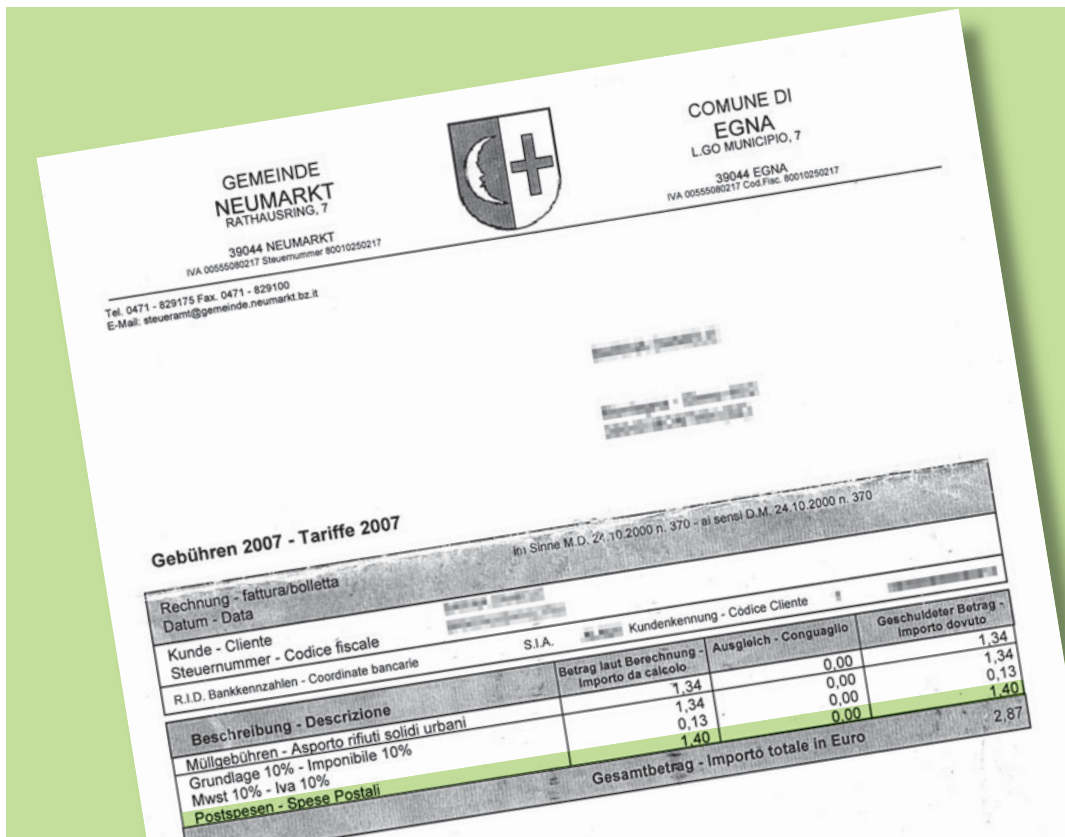 GEMEINDE
NEUMARKT
RATHAUSRING, 7
39044 NEUMARKT
IVA 00555080217 Steuernummer 80010250217
COMUNE DI
EGNA
L.GO MUNICIPIO, 7
39044 EGNA
IVA 00555080217 Cod.Fisc. 80010250217
Tel. 0471 - 829175 Fax. 0471 - 829100
E-Mail: steueramt@gemeinde.neumarkt.bz.it
Gebühren 2007 - Tariffe 2007
Rechnung - fattura/bolletta
Im Sinne M.D. 24.10.2000 n. 370 - ai sensi D.M. 24.10.2000 n. 370
Datum - Data
Kunde - Cliente
Steuernummer - Codice fiscale
R.I.D. Bankkennzahlen - Coordinate bancarie S.I.A. Kundenkennung - Codice Cliente
Beschreibung - Descrizione Betrag laut Berechnung - Importo da calcolo Ausgleich - Conguaglio Geschuldeter Betrag - Importo dovuto
Müllgebühren - Asporto rifiuti solidi urbani 1,34 0,00 1,34
Grundlage 10% - Imponibile 10% 1,34 0,00 1,34
Mwst 10% - Iva 10% 0,13 0,00 0,13
Postspesen - Spese Postali 1,40 0,00 1,40
Gesamtbetrag - Importo totale in Euro 2,87